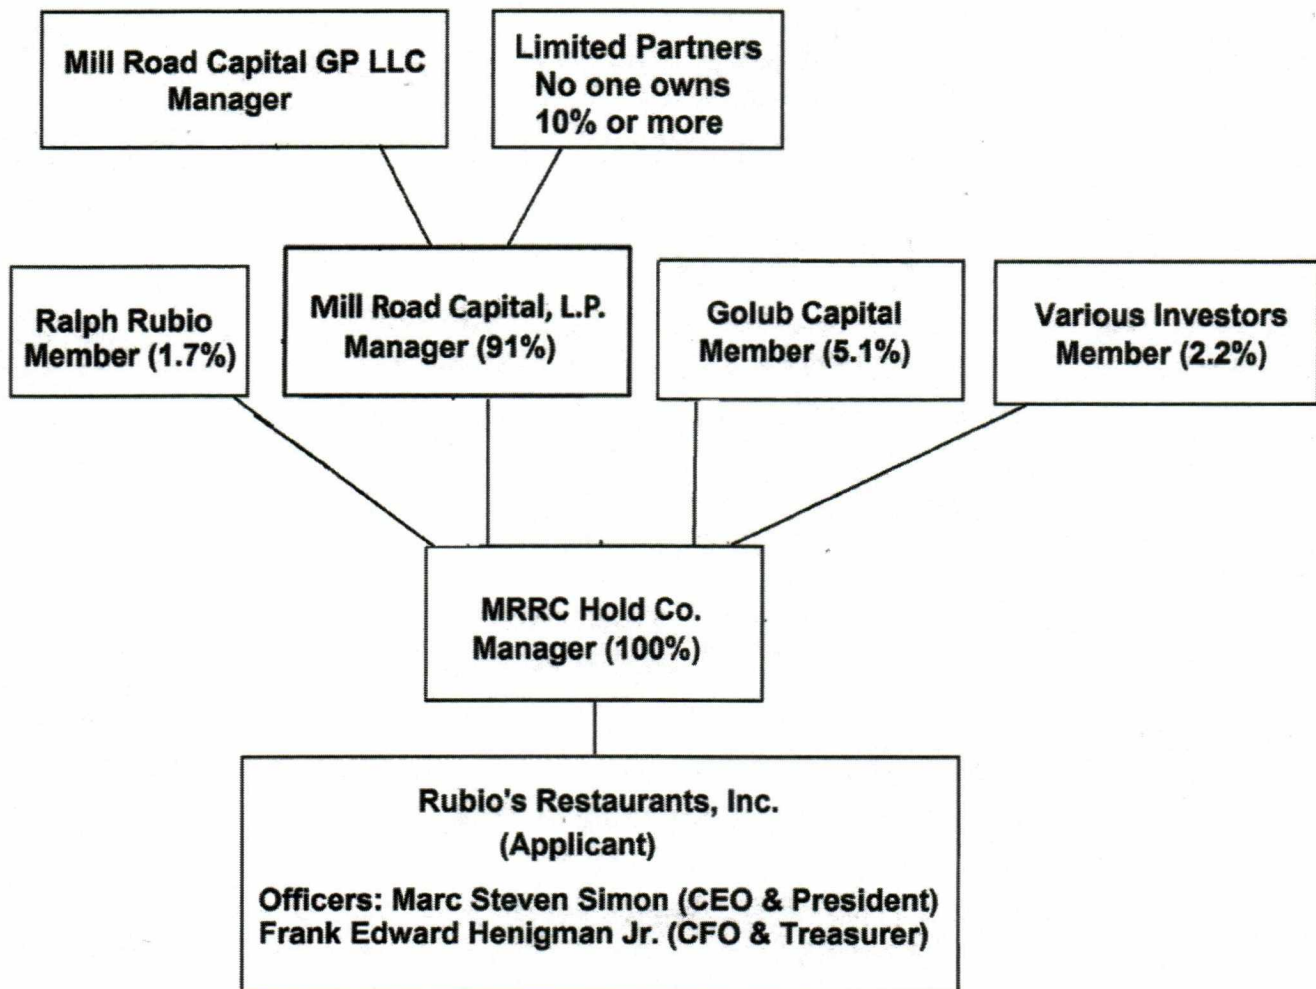 Mill Road Capital GP LLC
Manager
Limited Partners
No one owns
10% or more
Ralph Rubio
Member (1.7%)
Mill Road Capital, L.P.
Manager (91%)
Golub Capital
Member (5.1%)
Various Investors
Member (2.2%)
MRRC Hold Co.
Manager (100%)
Rubio's Restaurants, Inc.
(Applicant)
Officers: Marc Steven Simon (CEO & President)
Frank Edward Henigman Jr. (CFO & Treasurer)